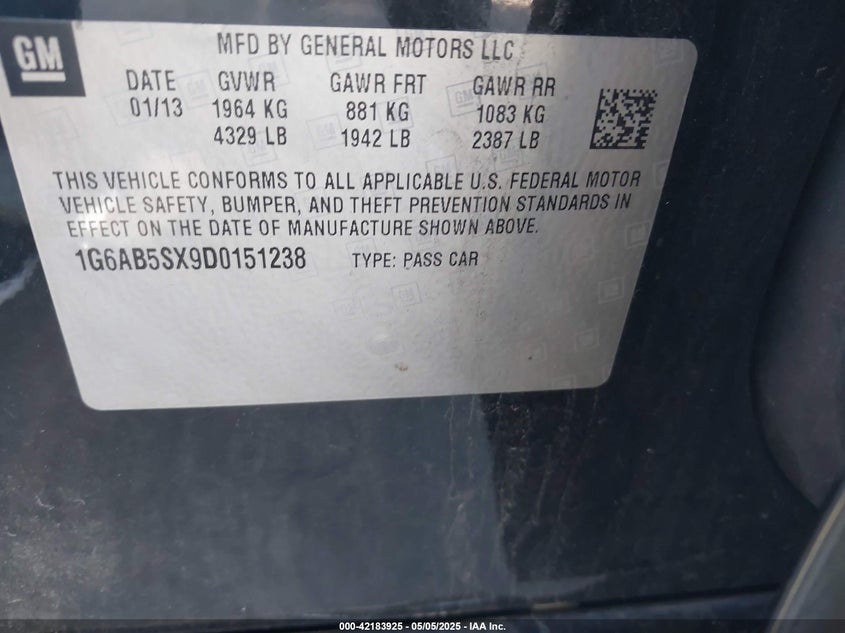 GM
MFD BY GENERAL MOTORS LLC
DATE GVWR GAWR FRT GAWR RR
01/13 1964 KG 881 KG 1083 KG
4329 LB 1942 LB 2387 LB
THIS VEHICLE CONFORMS TO ALL APPLICABLE U.S. FEDERAL MOTOR
VEHICLE SAFETY, BUMPER, AND THEFT PREVENTION STANDARDS IN
EFFECT ON THE DATE OF MANUFACTURE SHOWN ABOVE.
1G6AB5SX9D0151238 TYPE: PASS CAR
000-42183925 - 05/05/2025 - IAA Inc.